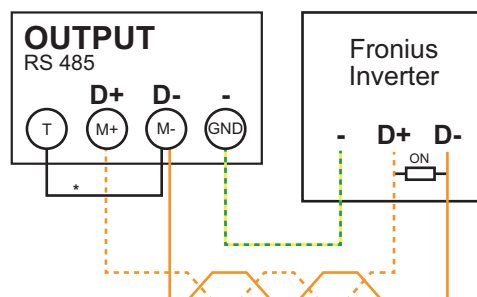 OUTPUT
RS 485
D+ D- -
T M+ M- GND
*
Fronius
Inverter
- D+ D-
ON